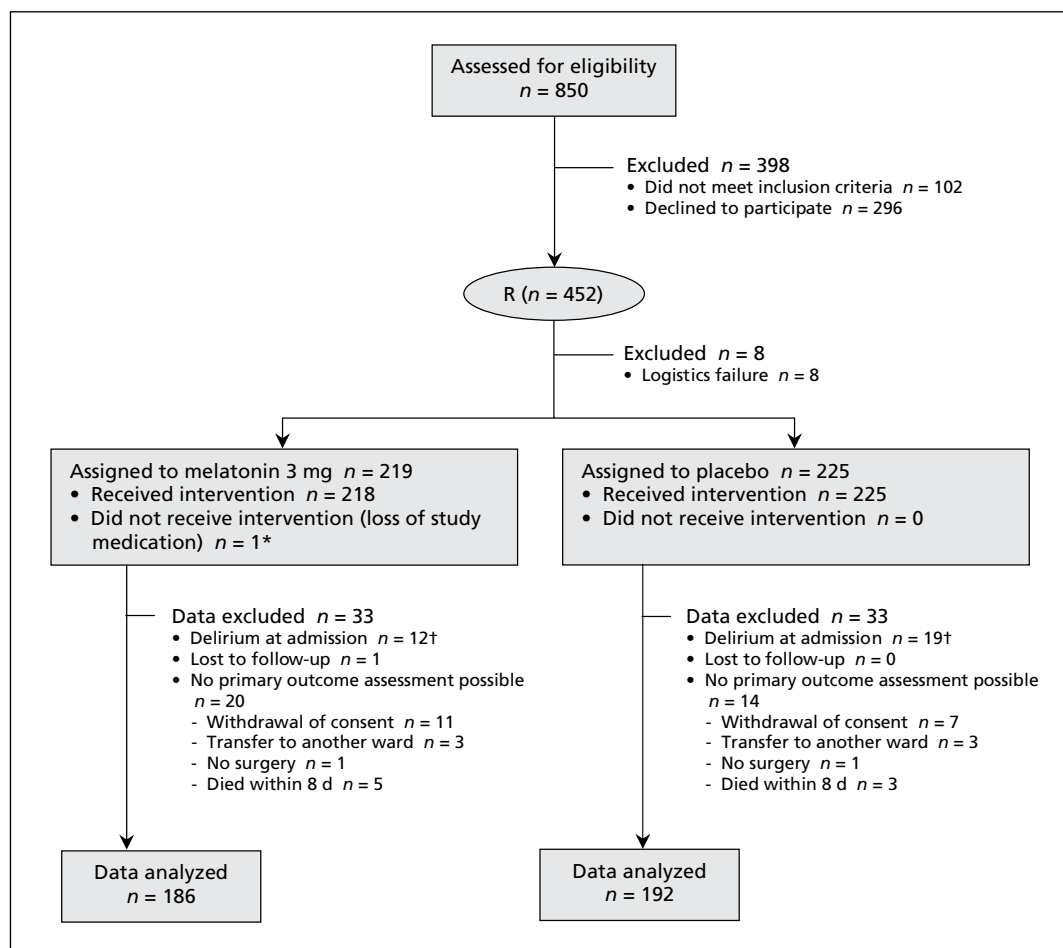 Assessed for eligibility
n = 850
Excluded n = 398
• Did not meet inclusion criteria n = 102
• Declined to participate n = 296
R (n = 452)
Excluded n = 8
• Logistics failure n = 8
Assigned to melatonin 3 mg n = 219
• Received intervention n = 218
• Did not receive intervention (loss of study
medication) n = 1*
Assigned to placebo n = 225
• Received intervention n = 225
• Did not receive intervention n = 0
Data excluded n = 33
• Delirium at admission n = 12†
• Lost to follow-up n = 1
• No primary outcome assessment possible
n = 20
- Withdrawal of consent n = 11
- Transfer to another ward n = 3
- No surgery n = 1
- Died within 8 d n = 5
Data excluded n = 33
• Delirium at admission n = 19†
• Lost to follow-up n = 0
• No primary outcome assessment possible
n = 14
- Withdrawal of consent n = 7
- Transfer to another ward n = 3
- No surgery n = 1
- Died within 8 d n = 3
Data analyzed
n = 186
Data analyzed
n = 192